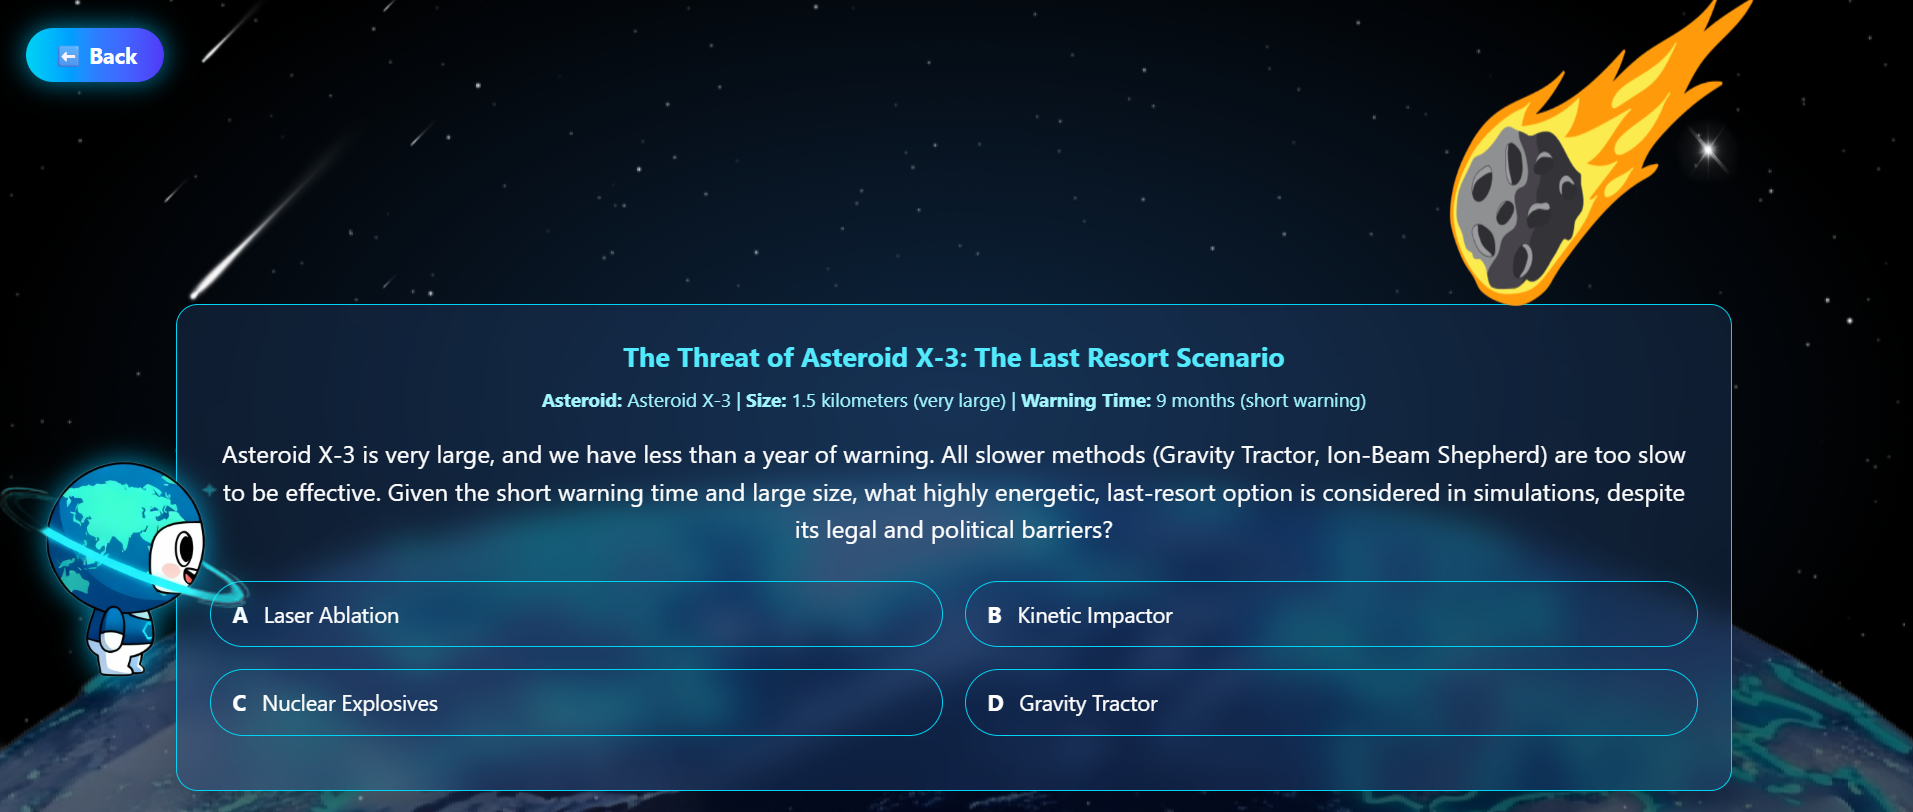 ⬅ Back
The Threat of Asteroid X-3: The Last Resort Scenario
Asteroid: Asteroid X-3 | Size: 1.5 kilometers (very large) | Warning Time: 9 months (short warning)
Asteroid X-3 is very large, and we have less than a year of warning. All slower methods (Gravity Tractor, Ion-Beam Shepherd) are too slow
to be effective. Given the short warning time and large size, what highly energetic, last-resort option is considered in simulations, despite
its legal and political barriers?
A Laser Ablation
B Kinetic Impactor
C Nuclear Explosives
D Gravity Tractor